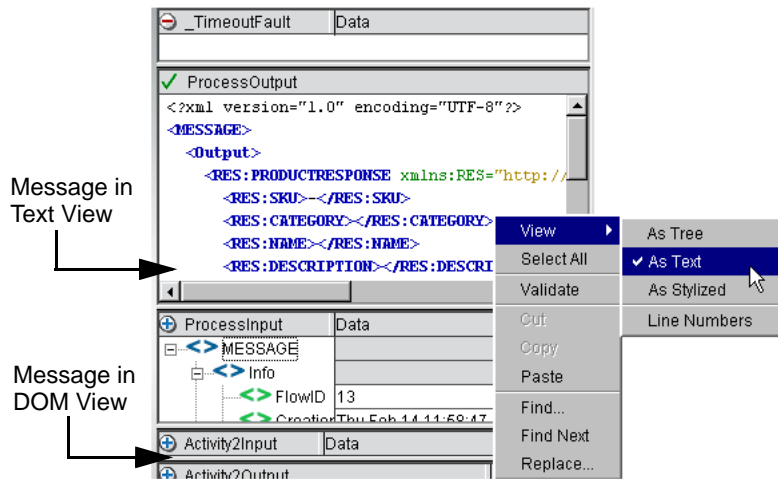 _TimeoutFault Data
ProcessOutput
<?xml version="1.0" encoding="UTF-8"?>
<MESSAGE>
<Output>
<RES:PRODUCTRESPONSE xmlns:RES="http:/
<RES:SKU>-</RES:SKU>
<RES:CATEGORY></RES:CATEGORY>
<RES:NAME></RES:NAME>
<RES:DESCRIPTION></RES:DESCRI
Message in
Text View
View
Select All
Validate
Cut
Copy
Paste
Find...
Find Next
Replace...
As Tree
As Text
As Stylized
Line Numbers
ProcessInput Data
MESSAGE
Info
FlowID 13
Creation Thu Feb 14 11:58:47
Message in
DOM View
Activity2Input Data
Activity2Output